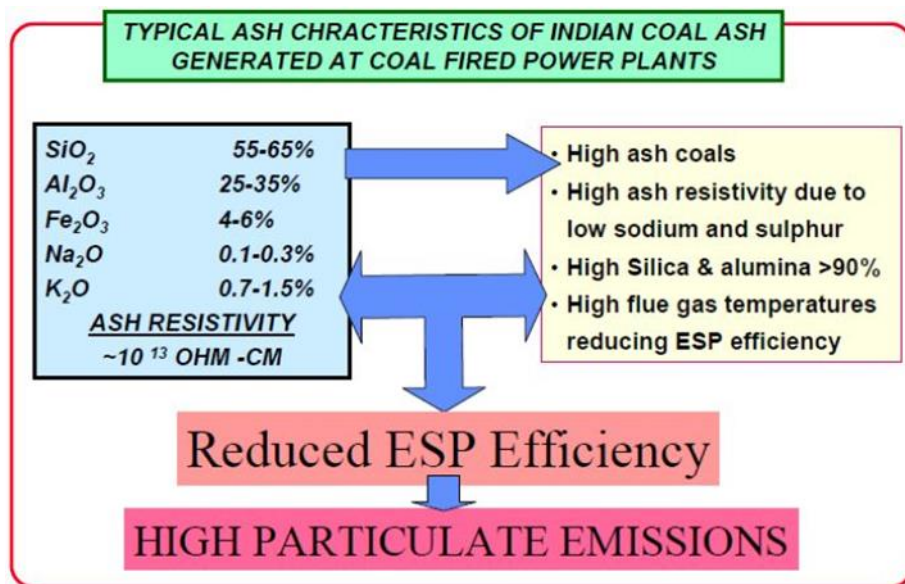 TYPICAL ASH CHRACTERISTICS OF INDIAN COAL ASH
GENERATED AT COAL FIRED POWER PLANTS
SiO₂ 55-65%
Al₂O₃ 25-35%
Fe₂O₃ 4-6%
Na₂O 0.1-0.3%
K₂O 0.7-1.5%
ASH RESISTIVITY
~10 ¹³ OHM -CM
• High ash coals
• High ash resistivity due to
low sodium and sulphur
• High Silica & alumina >90%
• High flue gas temperatures
reducing ESP efficiency
Reduced ESP Efficiency
HIGH PARTICULATE EMISSIONS